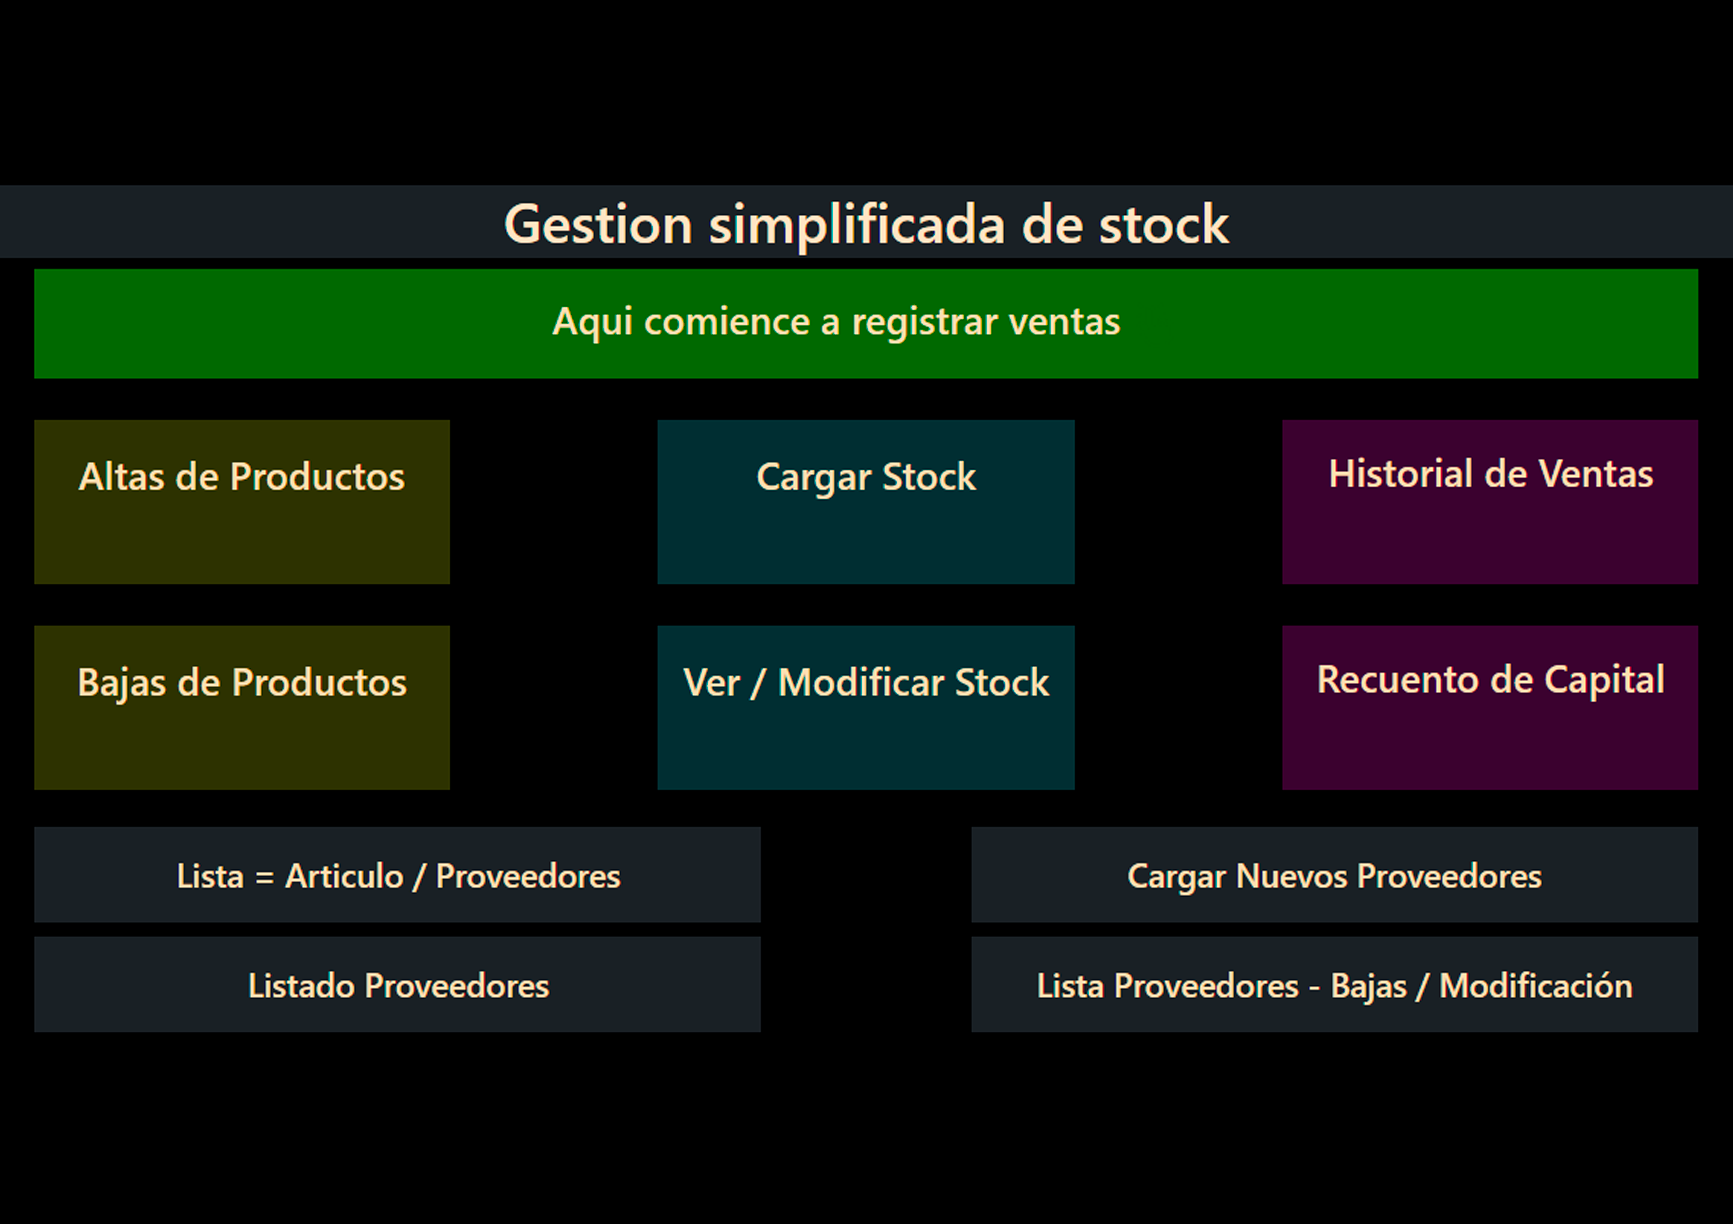 Gestion simplificada de stock
Aqui comience a registrar ventas
Altas de Productos
Cargar Stock
Historial de Ventas
Bajas de Productos
Ver / Modificar Stock
Recuento de Capital
Lista = Articulo / Proveedores
Cargar Nuevos Proveedores
Listado Proveedores
Lista Proveedores - Bajas / Modificación